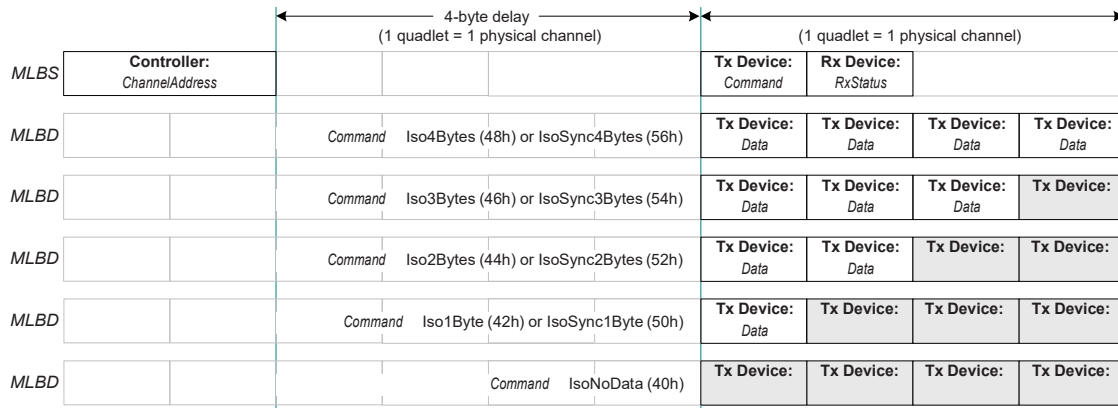 4-byte delay
(1 quadlet = 1 physical channel) (1 quadlet = 1 physical channel)
MLBS Controller: ChannelAddress Tx Device: Command Rx Device: RxStatus
MLBD Command Iso4Bytes (48h) or IsoSync4Bytes (56h) Tx Device: Data Tx Device: Data Tx Device: Data Tx Device: Data
MLBD Command Iso3Bytes (46h) or IsoSync3Bytes (54h) Tx Device: Data Tx Device: Data Tx Device: Data Tx Device:
MLBD Command Iso2Bytes (44h) or IsoSync2Bytes (52h) Tx Device: Data Tx Device: Data Tx Device: Tx Device:
MLBD Command Iso1Byte (42h) or IsoSync1Byte (50h) Tx Device: Data Tx Device: Tx Device: Tx Device:
MLBD Command IsoNoData (40h) Tx Device: Tx Device: Tx Device: Tx Device: